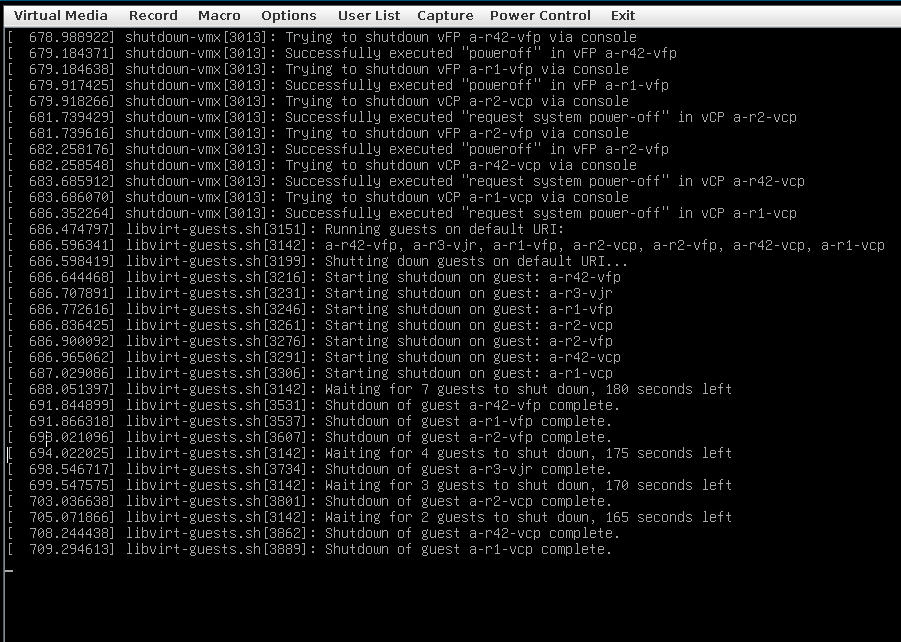 Virtual Media Record Macro Options User List Capture Power Control Exit
[  678.988922] shutdown-vmx[3013]: Trying to shutdown vFP a-r42-vfp via console
[  679.184371] shutdown-vmx[3013]: Successfully executed "poweroff" in vFP a-r42-vfp
[  679.184638] shutdown-vmx[3013]: Trying to shutdown vFP a-r1-vfp via console
[  679.917425] shutdown-vmx[3013]: Successfully executed "poweroff" in vFP a-r1-vfp
[  679.918266] shutdown-vmx[3013]: Trying to shutdown vCP a-r2-vcp via console
[  681.739429] shutdown-vmx[3013]: Successfully executed "request system power-off" in vCP a-r2-vcp
[  681.739616] shutdown-vmx[3013]: Trying to shutdown vFP a-r2-vfp via console
[  682.258176] shutdown-vmx[3013]: Successfully executed "poweroff" in vFP a-r2-vfp
[  682.258548] shutdown-vmx[3013]: Trying to shutdown vCP a-r42-vcp via console
[  683.685912] shutdown-vmx[3013]: Successfully executed "request system power-off" in vCP a-r42-vcp
[  683.686070] shutdown-vmx[3013]: Trying to shutdown vCP a-r1-vcp via console
[  686.352264] shutdown-vmx[3013]: Successfully executed "request system power-off" in vCP a-r1-vcp
[  686.474797] libvirt-guests.sh[3151]: Running guests on default URI:
[  686.596341] libvirt-guests.sh[3142]: a-r42-vfp, a-r3-vjr, a-r1-vfp, a-r2-vcp, a-r2-vfp, a-r42-vcp, a-r1-vcp
[  686.598419] libvirt-guests.sh[3199]: Shutting down guests on default URI...
[  686.644468] libvirt-guests.sh[3216]: Starting shutdown on guest: a-r42-vfp
[  686.707891] libvirt-guests.sh[3231]: Starting shutdown on guest: a-r3-vjr
[  686.772616] libvirt-guests.sh[3246]: Starting shutdown on guest: a-r1-vfp
[  686.836425] libvirt-guests.sh[3261]: Starting shutdown on guest: a-r2-vcp
[  686.900092] libvirt-guests.sh[3276]: Starting shutdown on guest: a-r2-vfp
[  686.965062] libvirt-guests.sh[3291]: Starting shutdown on guest: a-r42-vcp
[  687.029086] libvirt-guests.sh[3306]: Starting shutdown on guest: a-r1-vcp
[  688.051397] libvirt-guests.sh[3142]: Waiting for 7 guests to shut down, 180 seconds left
[  691.844899] libvirt-guests.sh[3531]: Shutdown of guest a-r42-vfp complete.
[  691.866318] libvirt-guests.sh[3537]: Shutdown of guest a-r1-vfp complete.
[  693.021096] libvirt-guests.sh[3607]: Shutdown of guest a-r2-vfp complete.
[  694.022025] libvirt-guests.sh[3142]: Waiting for 4 guests to shut down, 175 seconds left
[  698.546717] libvirt-guests.sh[3734]: Shutdown of guest a-r3-vjr complete.
[  699.547575] libvirt-guests.sh[3142]: Waiting for 3 guests to shut down, 170 seconds left
[  703.036638] libvirt-guests.sh[3801]: Shutdown of guest a-r2-vcp complete.
[  705.071866] libvirt-guests.sh[3142]: Waiting for 2 guests to shut down, 165 seconds left
[  708.244438] libvirt-guests.sh[3862]: Shutdown of guest a-r42-vcp complete.
[  709.294613] libvirt-guests.sh[3889]: Shutdown of guest a-r1-vcp complete.